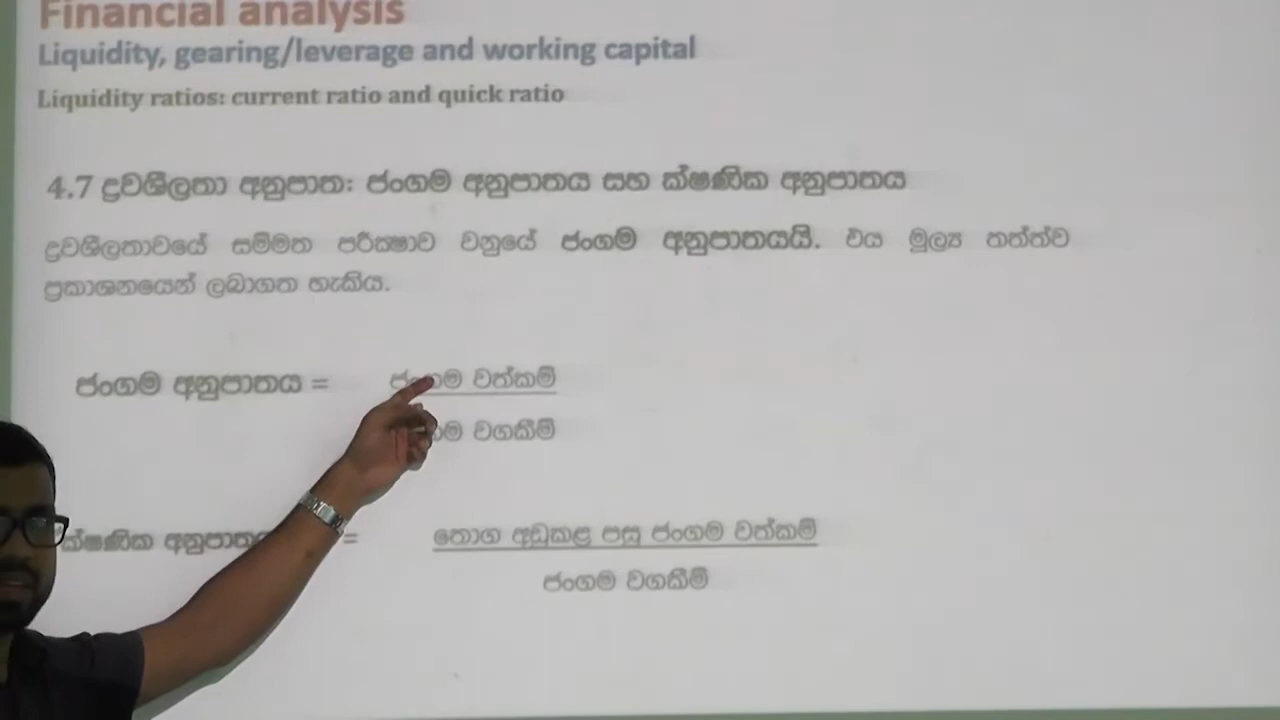 Financial analysis
Liquidity, gearing/leverage and working capital
Liquidity ratios: current ratio and quick ratio
4.7 ද්‍රවශීලතා අනුපාත: ජංගම අනුපාතය සහ ක්ෂණික අනුපාතය
ද්‍රවශීලතාවයේ සම්මත පරීක්‍ෂාව වනුයේ ජංගම අනුපාතයයි. එය මූල්‍ය තත්ත්ව
ප්‍රකාශනයෙන් ලබාගත හැකිය.
ජංගම අනුපාතය = ජංගම වත්කම්
වගකීම්
ක්ෂණික = තොග අඩුකළ පසු ජංගම වත්කම්
ජංගම වගකීම්